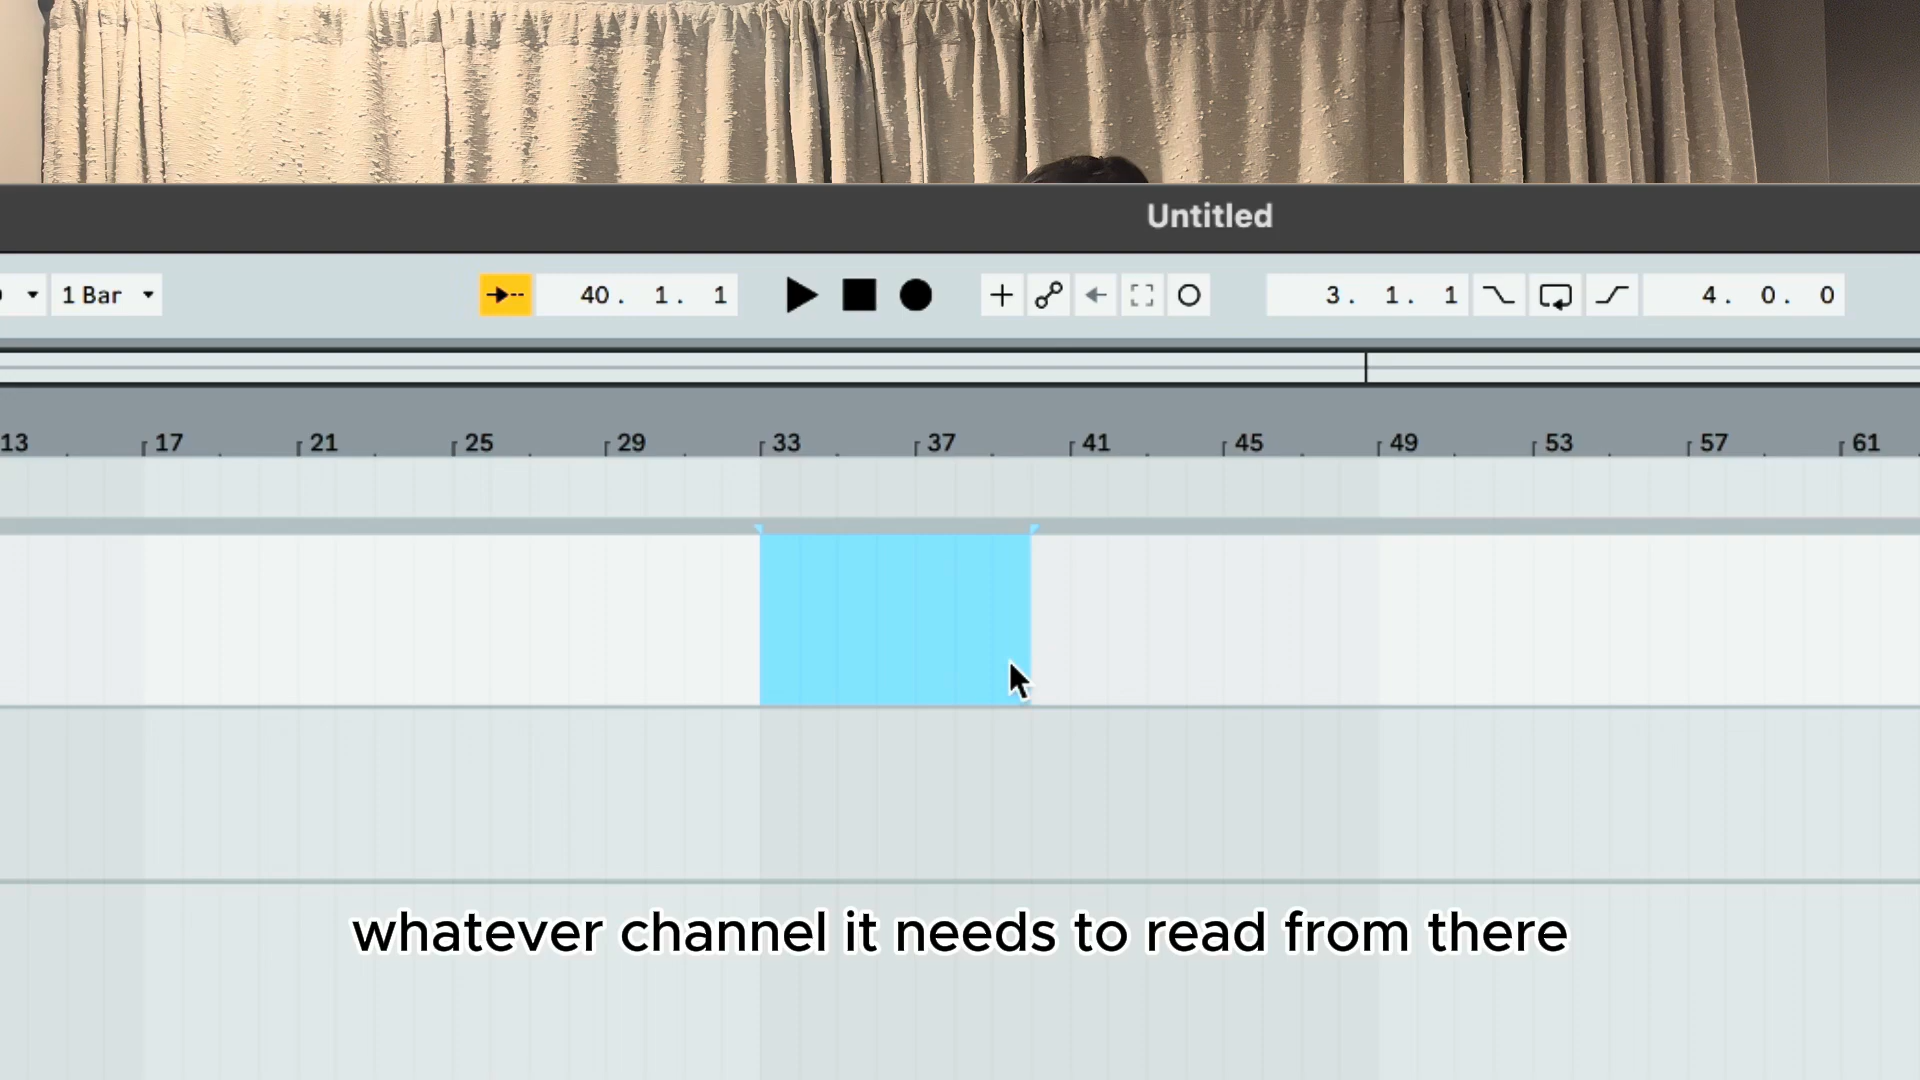 Untitled
1 Bar
40. 1. 1
3. 1. 1
4. 0. 0
13 17 21 25 29 33 37 41 45 49 53 57 61
whatever channel it needs to read from there